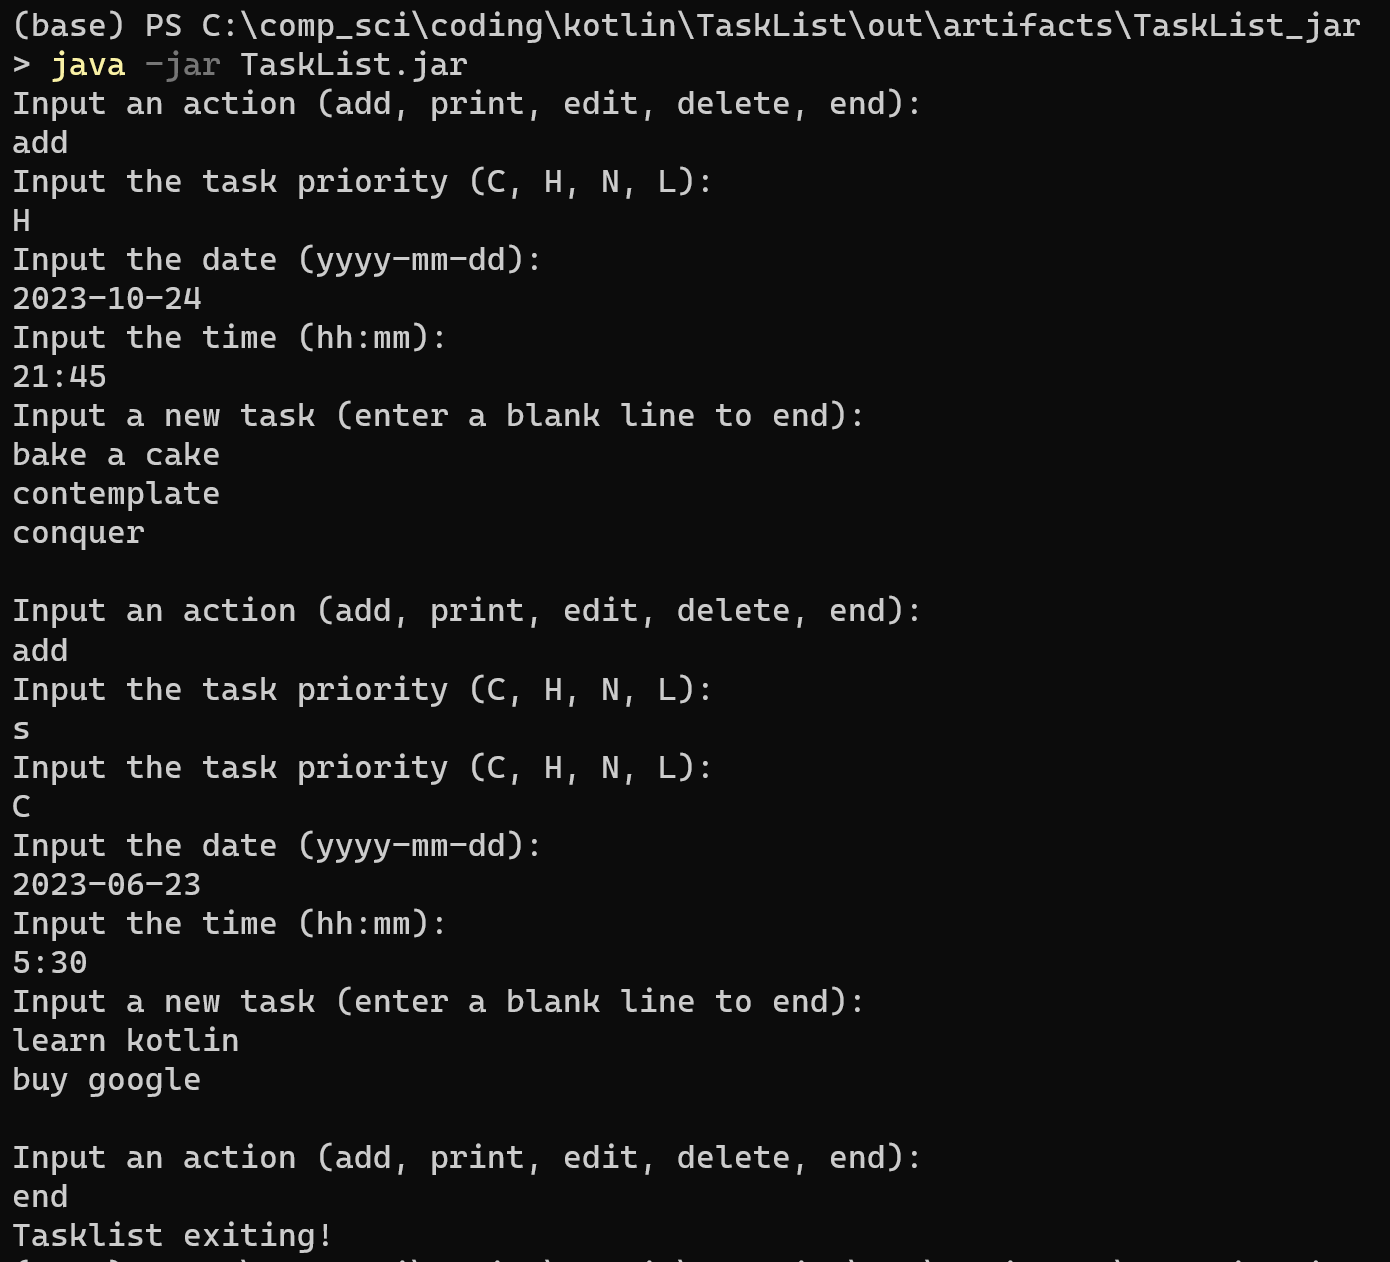 (base) PS C:\comp_sci\coding\kotlin\TaskList\out\artifacts\TaskList_jar
> java -jar TaskList.jar
Input an action (add, print, edit, delete, end):
add
Input the task priority (C, H, N, L):
H
Input the date (yyyy-mm-dd):
2023-10-24
Input the time (hh:mm):
21:45
Input a new task (enter a blank line to end):
bake a cake
contemplate
conquer
Input an action (add, print, edit, delete, end):
add
Input the task priority (C, H, N, L):
s
Input the task priority (C, H, N, L):
C
Input the date (yyyy-mm-dd):
2023-06-23
Input the time (hh:mm):
5:30
Input a new task (enter a blank line to end):
learn kotlin
buy google
Input an action (add, print, edit, delete, end):
end
Tasklist exiting!